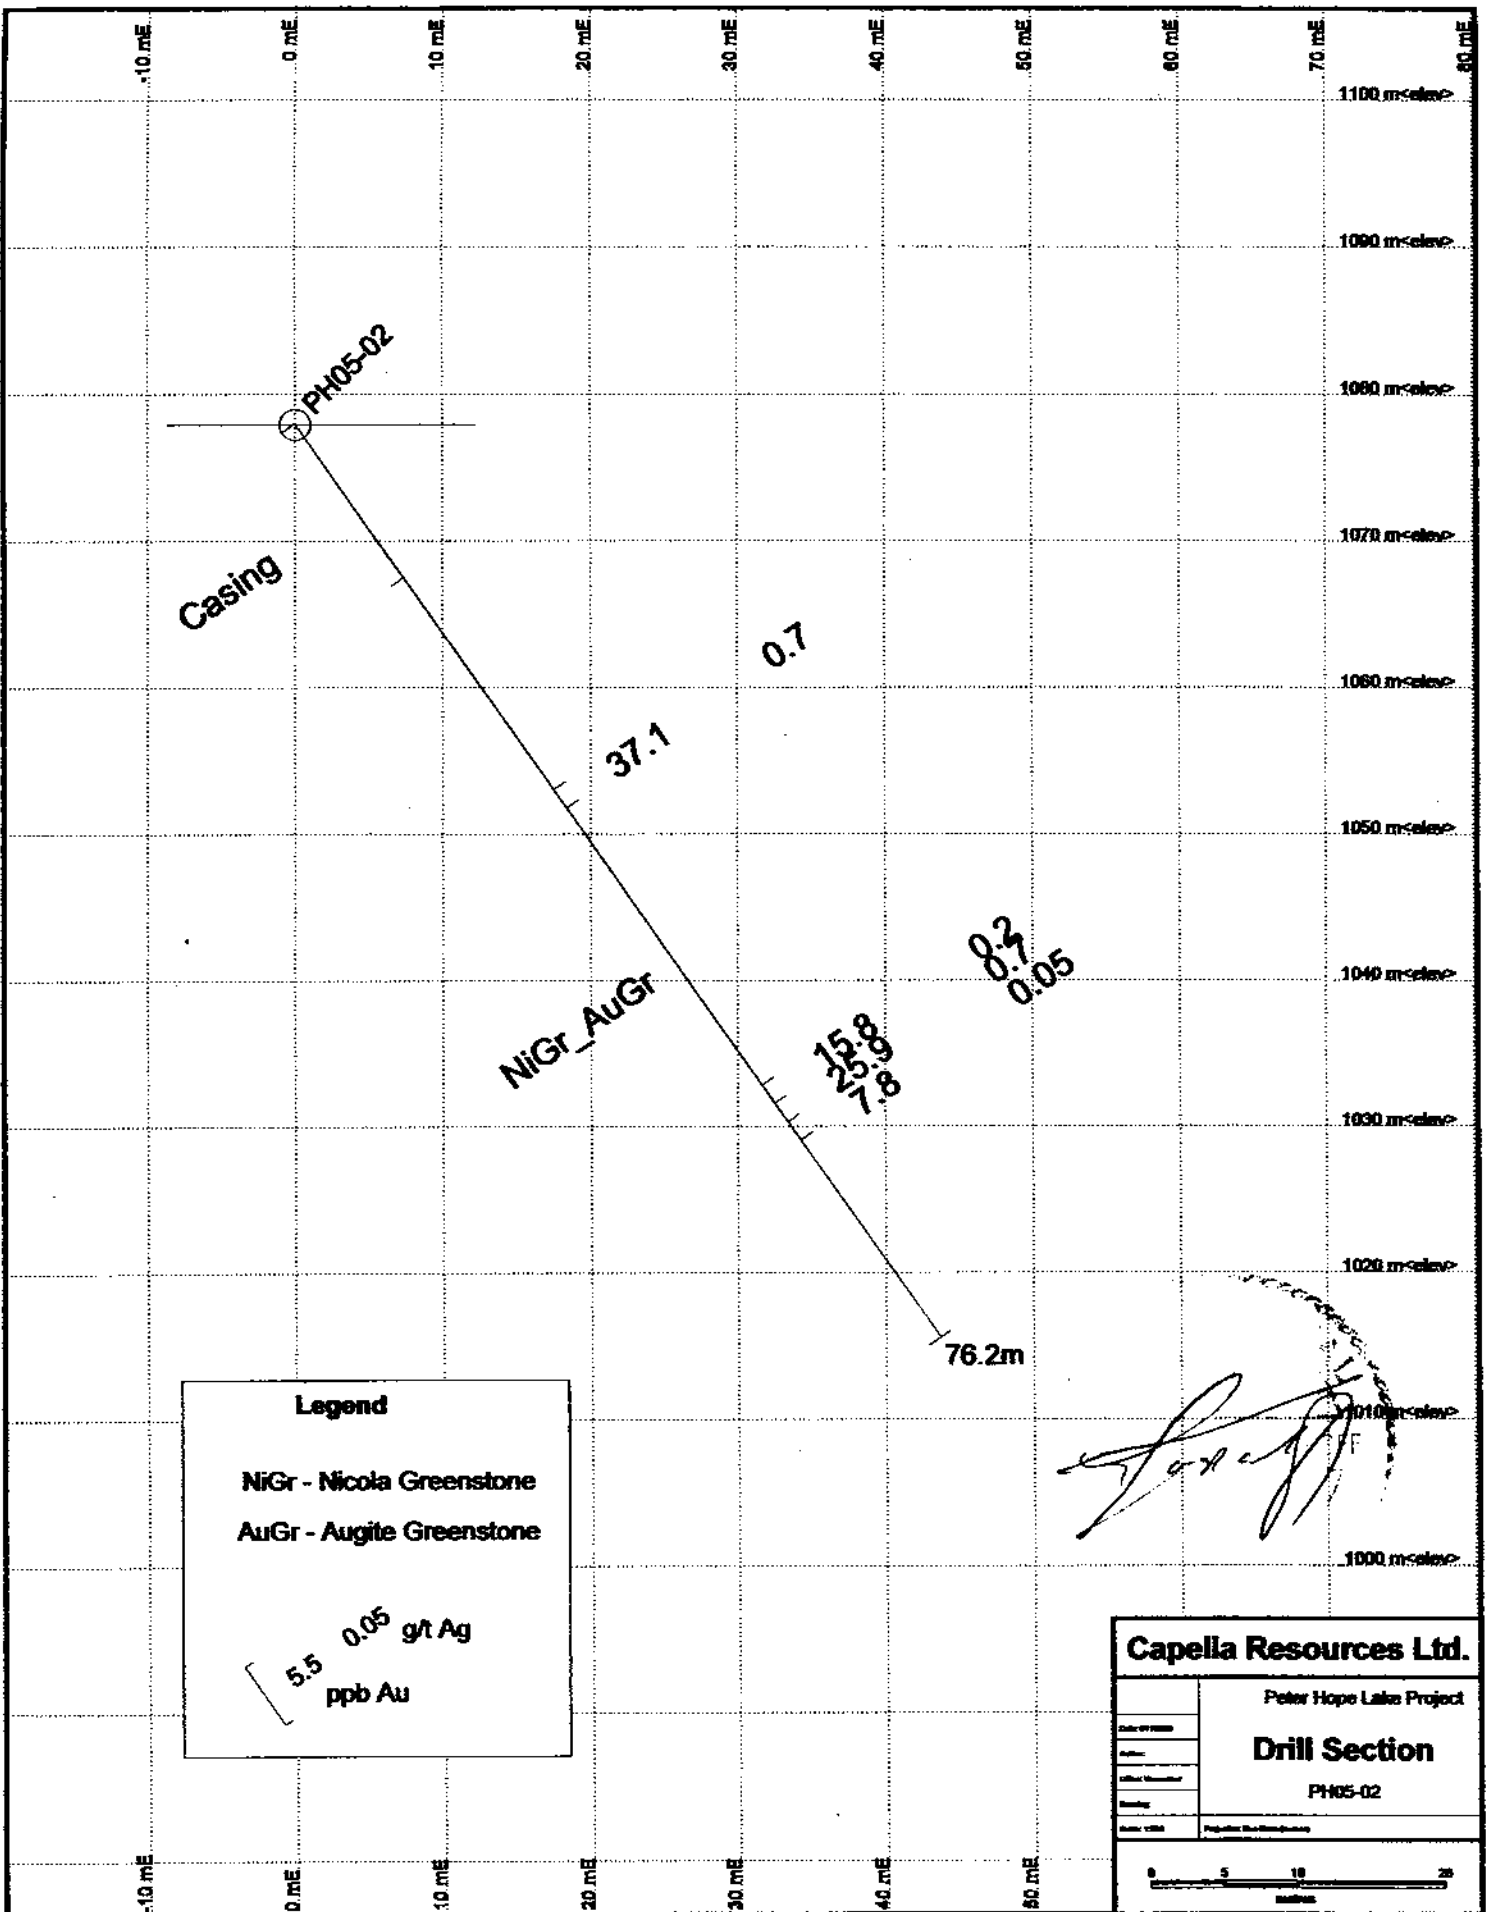 -10 mE
0 mE
10 mE
20 mE
30 mE
40 mE
50 mE
60 mE
70 mE
80 mE
1100 m<elev>
1090 m<elev>
PH05-02
1080 m<elev>
1070 m<elev>
Casing
0.7
1060 m<elev>
37.1
1050 m<elev>
0.2
0.7
0.05
1040 m<elev>
NiGr_AuGr
15.8
25.9
7.8
1030 m<elev>
1020 m<elev>
76.2m
1010 m<elev>
1000 m<elev>
Legend
NiGr - Nicola Greenstone
AuGr - Augite Greenstone
0.05 g/t Ag
5.5
ppb Au
Capella Resources Ltd.
Peter Hope Lake Project
Drill Section
PH05-02
0 5 10 20
metres
-10 mE
0 mE
10 mE
20 mE
30 mE
40 mE
50 mE